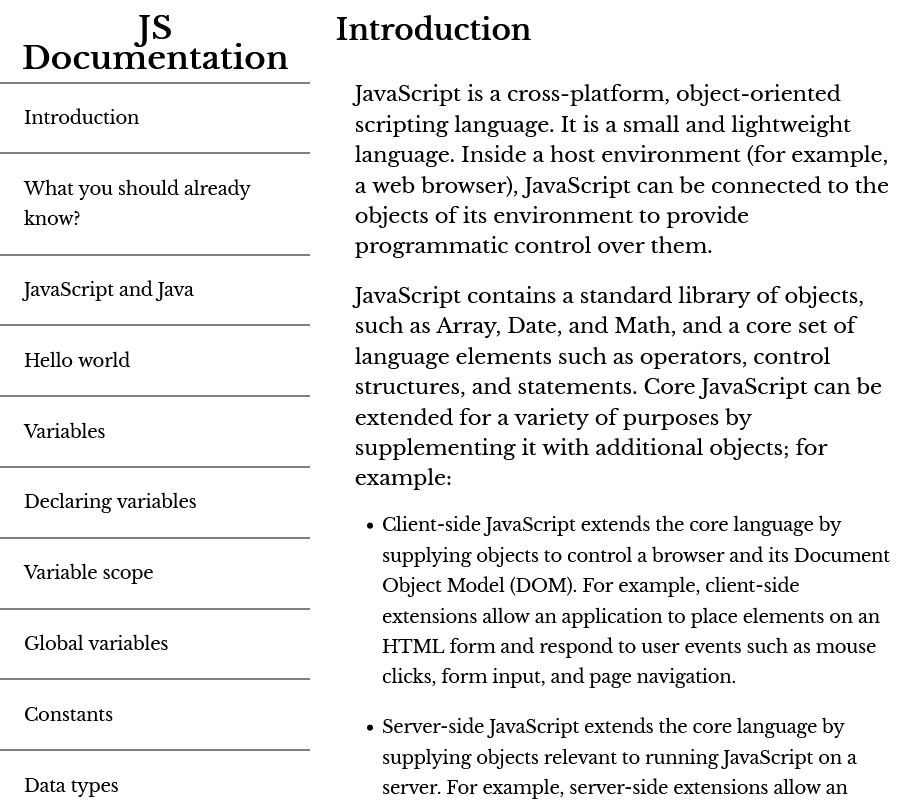 JS
Documentation
Introduction
What you should already
know?
JavaScript and Java
Hello world
Variables
Declaring variables
Variable scope
Global variables
Constants
Data types
Introduction
JavaScript is a cross-platform, object-oriented
scripting language. It is a small and lightweight
language. Inside a host environment (for example,
a web browser), JavaScript can be connected to the
objects of its environment to provide
programmatic control over them.
JavaScript contains a standard library of objects,
such as Array, Date, and Math, and a core set of
language elements such as operators, control
structures, and statements. Core JavaScript can be
extended for a variety of purposes by
supplementing it with additional objects; for
example:
• Client-side JavaScript extends the core language by
supplying objects to control a browser and its Document
Object Model (DOM). For example, client-side
extensions allow an application to place elements on an
HTML form and respond to user events such as mouse
clicks, form input, and page navigation.
• Server-side JavaScript extends the core language by
supplying objects relevant to running JavaScript on a
server. For example, server-side extensions allow an